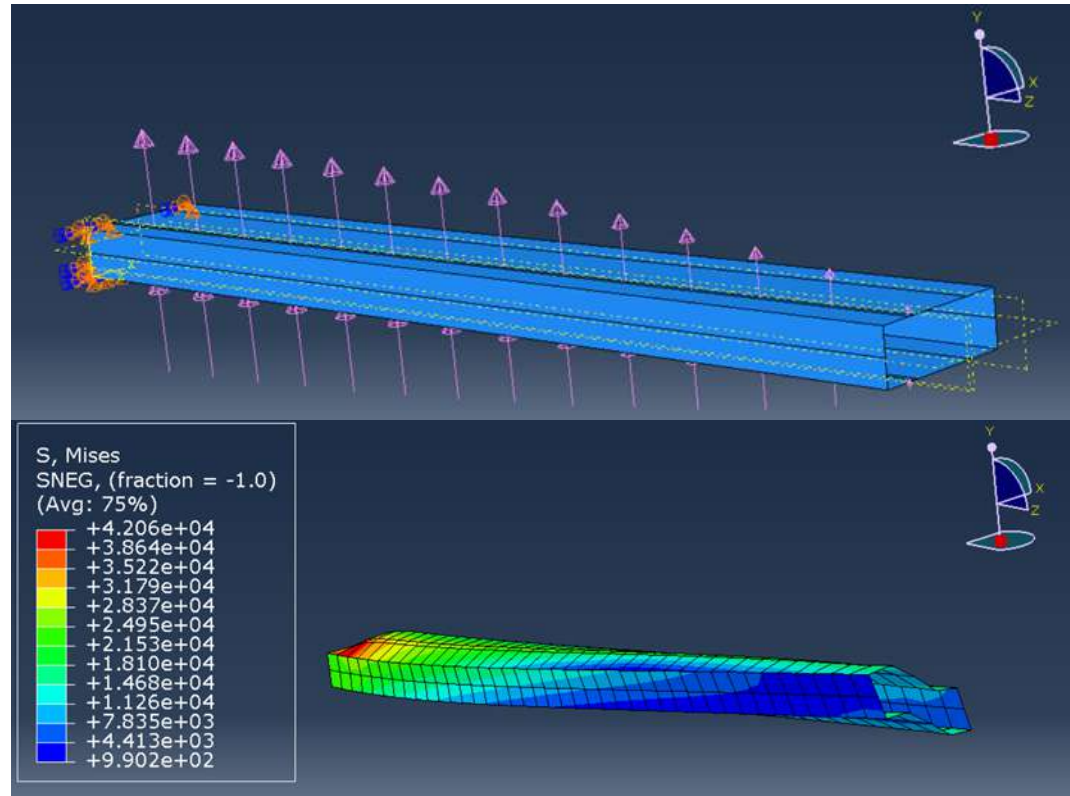 Y
X
Z
X
Y
X
Z
S, Mises
SNEG, (fraction = -1.0)
(Avg: 75%)
+4.206e+04
+3.864e+04
+3.522e+04
+3.179e+04
+2.837e+04
+2.495e+04
+2.153e+04
+1.810e+04
+1.468e+04
+1.126e+04
+7.835e+03
+4.413e+03
+9.902e+02